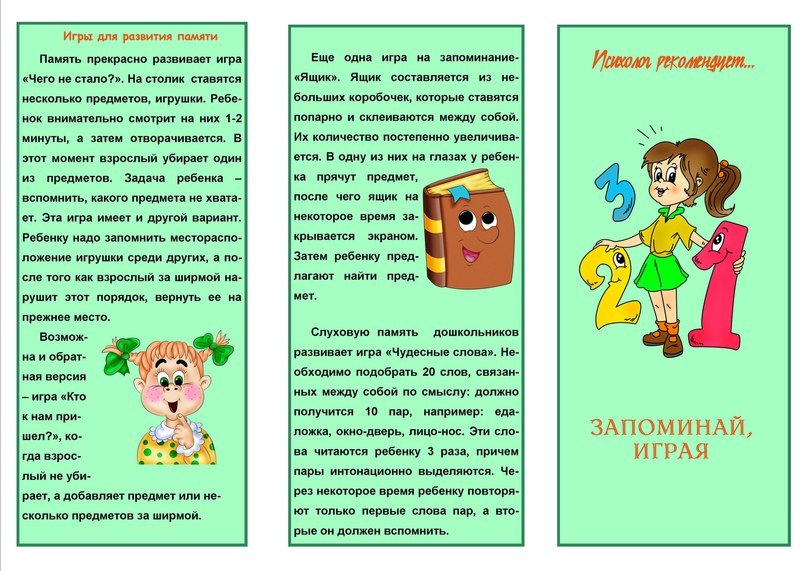 Игры для развития памяти
Память прекрасно развивает игра
«Чего не стало?». На столик ставятся
несколько предметов, игрушки. Ребе-
нок внимательно смотрит на них 1-2
минуты, а затем отворачивается. В
этот момент взрослый убирает один
из предметов. Задача ребенка –
вспомнить, какого предмета не хвата-
ет. Эта игра имеет и другой вариант.
Ребенку надо запомнить месторaспо-
ложение игрушки среди других, а по-
сле того как взрослый за ширмой на-
рушит этот порядок, вернуть ее на
прежнее место.
Возмож-
на и обрат-
ная версия
– игра «Кто
к нам при-
шел?», ко-
гда взрос-
лый не уби-
рает, а добавляет предмет или не-
сколько предметов за ширмой.
Еще одна игра на запоминание-
«Ящик». Ящик составляется из не-
больших коробочек, которые ставятся
попарно и склеиваются между собой.
Их количество постепенно увеличива-
ется. В одну из них на глазах у ребен-
ка прячут предмет,
после чего ящик на
некоторое время за-
крывается экраном.
Затем ребенку пред-
лагают найти пред-
мет.
Слуховую память дошкольников
развивает игра «Чудесные слова». Не-
обходимо подобрать 20 слов, связан-
ных между собой по смыслу: должно
получится 10 пар, например: еда-
ложка, окно-дверь, лицо-нос. Эти сло-
ва читаются ребенку 3 раза, причем
пары интонационно выделяются. Че-
рез некоторое время ребенку повторя-
ют только первые слова пар, а вто-
рые он должен вспомнить.
Психолог рекомендует...
3
2
1
ЗАПОМИНАЙ,
ИГРАЯ